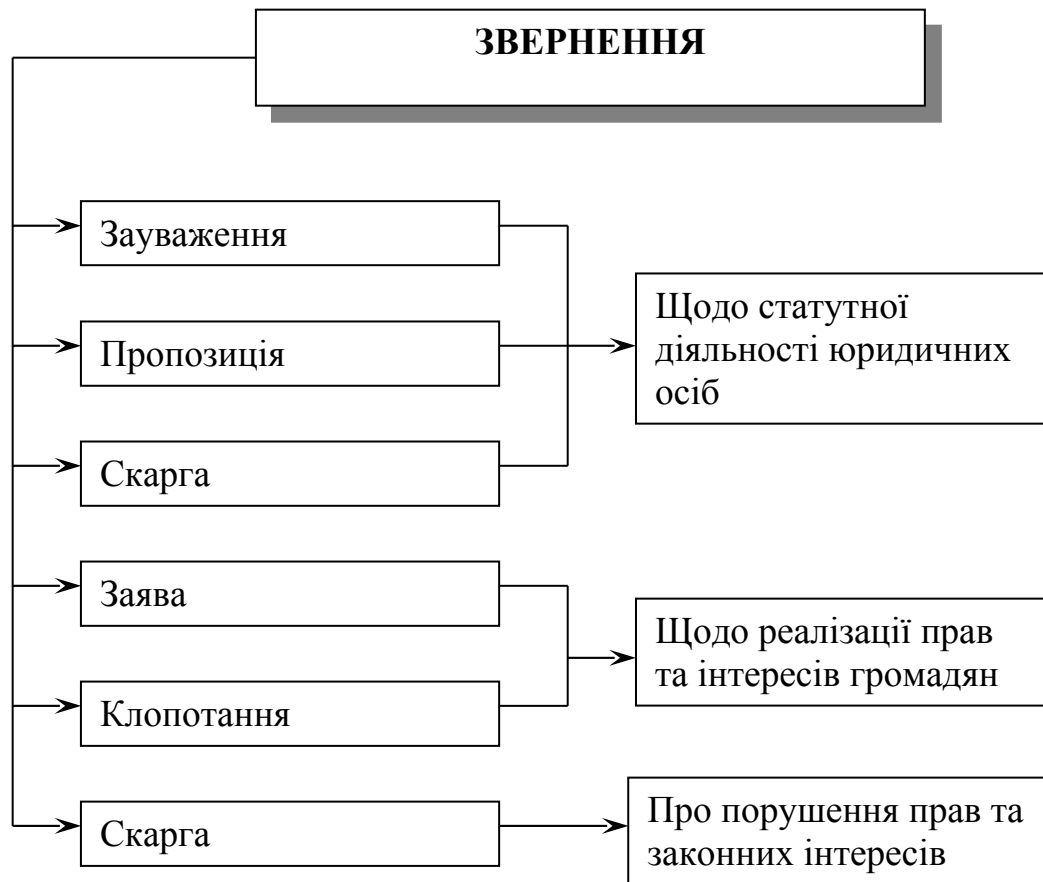 ЗВЕРНЕННЯ
Зауваження
Пропозиція
Скарга
Щодо статутної
діяльності юридичних
осіб
Заява
Клопотання
Щодо реалізації прав
та інтересів громадян
Скарга
Про порушення прав та
законних інтересів